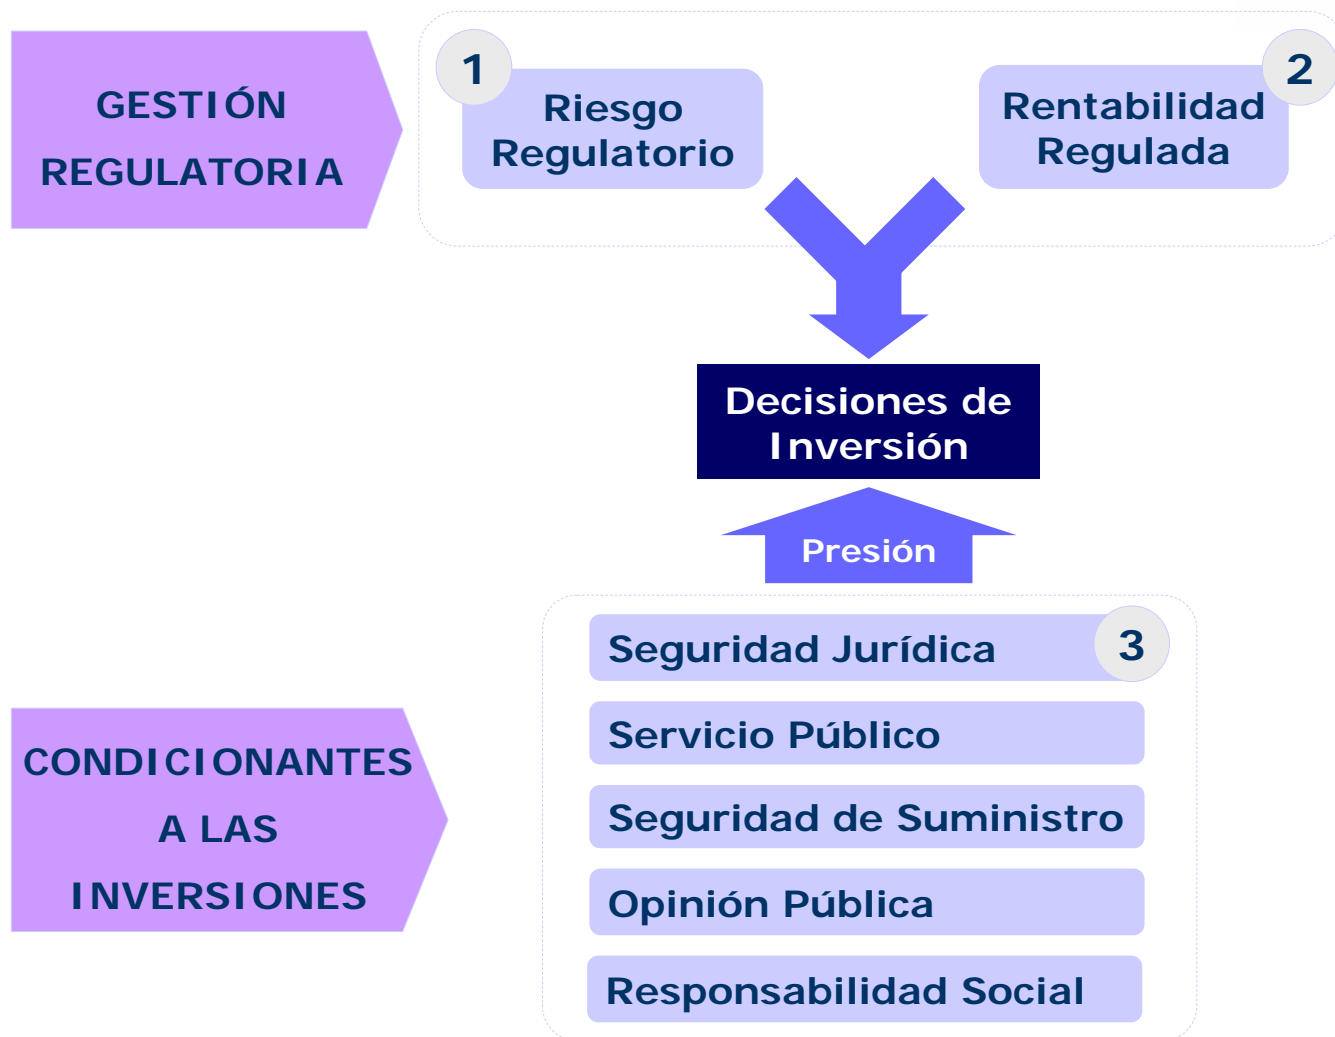 GESTIÓN
REGULATORIA
1
Riesgo
Regulatorio
2
Rentabilidad
Regulada
Decisiones de
Inversión
Presión
CONDICIONANTES
A LAS
INVERSIONES
Seguridad Jurídica
3
Servicio Público
Seguridad de Suministro
Opinión Pública
Responsabilidad Social